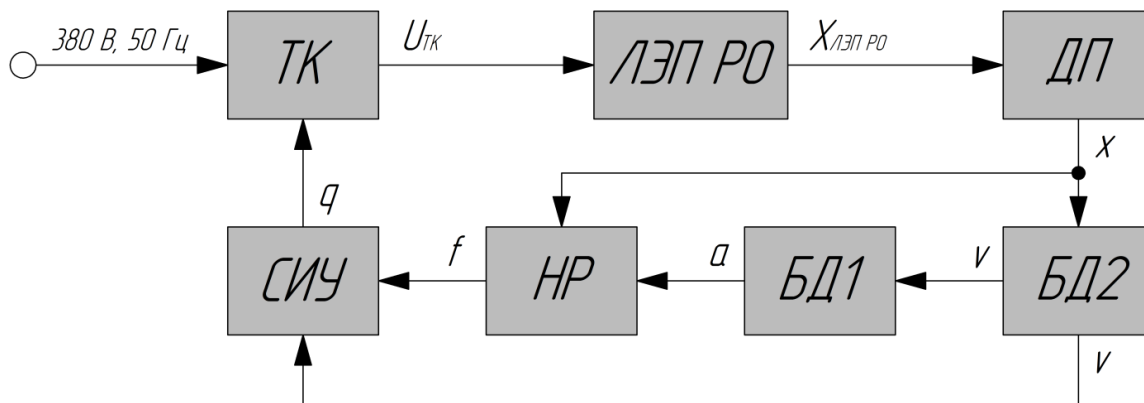 380 В, 50 Гц
ТК
UТК
ЛЭП РО
XЛЭП РО
ДП
x
q
СИУ
f
НР
a
БД1
v
БД2
v